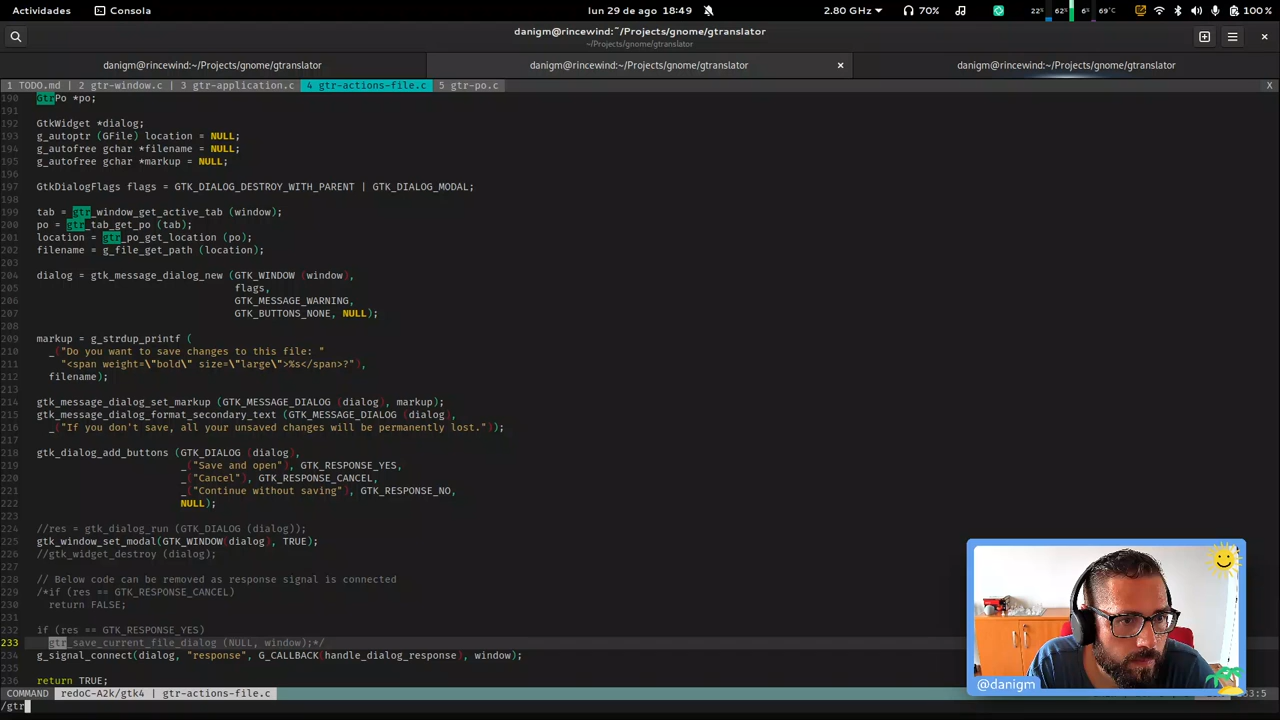 Actividades Consola lun 29 de ago 18:49 2.80 GHz 70% 22% 62% 6% 69°C 100 %
danigm@rincewind:~/Projects/gnome/gtranslator
~/Projects/gnome/gtranslator
danigm@rincewind:~/Projects/gnome/gtranslator danigm@rincewind:~/Projects/gnome/gtranslator danigm@rincewind:~/Projects/gnome/gtranslator
1 TODO.md 2 gtr-window.c 3 gtr-application.c 4 gtr-actions-file.c 5 gtr-po.c X
190 GtrPo *po;
191
192 GtkWidget *dialog;
193 g_autoptr (GFile) location = NULL;
194 g_autofree gchar *filename = NULL;
195 g_autofree gchar *markup = NULL;
196
197 GtkDialogFlags flags = GTK_DIALOG_DESTROY_WITH_PARENT | GTK_DIALOG_MODAL;
198
199 tab = gtr_window_get_active_tab (window);
200 po = gtr_tab_get_po (tab);
201 location = gtr_po_get_location (po);
202 filename = g_file_get_path (location);
203
204 dialog = gtk_message_dialog_new (GTK_WINDOW (window),
205 flags,
206 GTK_MESSAGE_WARNING,
207 GTK_BUTTONS_NONE, NULL);
208
209 markup = g_strdup_printf (
210 _("Do you want to save changes to this file: "
211 "<span weight=\"bold\" size=\"large\">%s</span>?"),
212 filename);
213
214 gtk_message_dialog_set_markup (GTK_MESSAGE_DIALOG (dialog), markup);
215 gtk_message_dialog_format_secondary_text (GTK_MESSAGE_DIALOG (dialog),
216 _("If you don't save, all your unsaved changes will be permanently lost."));
217
218 gtk_dialog_add_buttons (GTK_DIALOG (dialog),
219 _("Save and open"), GTK_RESPONSE_YES,
220 _("Cancel"), GTK_RESPONSE_CANCEL,
221 _("Continue without saving"), GTK_RESPONSE_NO,
222 NULL);
223
224 //res = gtk_dialog_run (GTK_DIALOG (dialog));
225 gtk_window_set_modal(GTK_WINDOW(dialog), TRUE);
226 //gtk_widget_destroy (dialog);
227
228 // Below code can be removed as response signal is connected
229 /*if (res == GTK_RESPONSE_CANCEL)
230 return FALSE;
231
232 if (res == GTK_RESPONSE_YES)
233 gtr_save_current_file_dialog (NULL, window);*/
234 g_signal_connect(dialog, "response", G_CALLBACK(handle_dialog_response), window);
235
236 return TRUE;
COMMAND redoC-A2k/gtk4 | gtr-actions-file.c 233:5
/gtr
@danigm